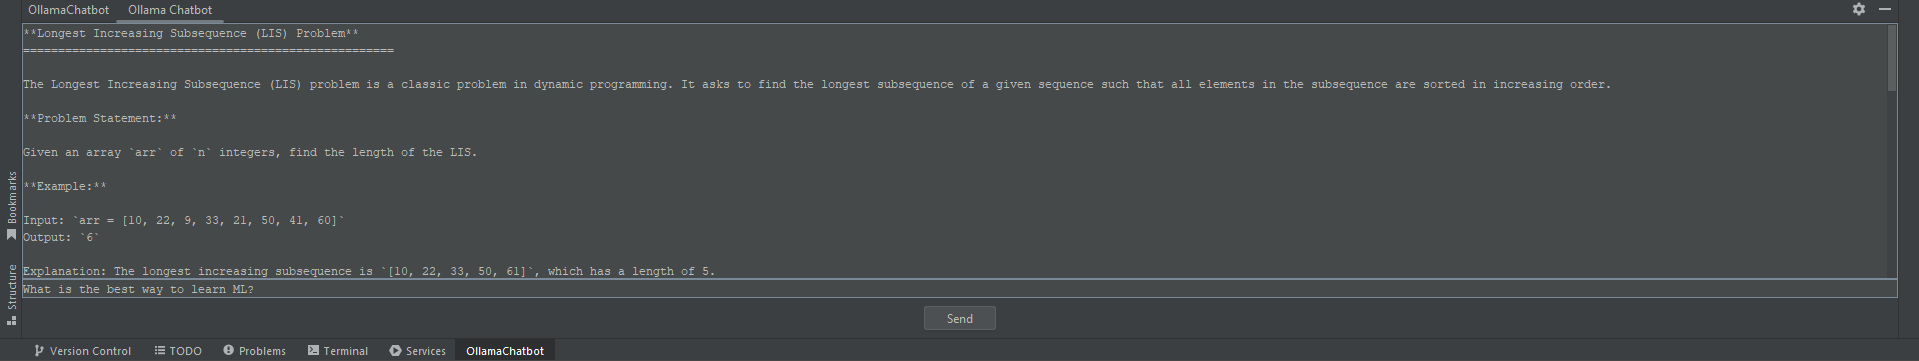 OllamaChatbot Ollama Chatbot
**Longest Increasing Subsequence (LIS) Problem**
=====================================================
The Longest Increasing Subsequence (LIS) problem is a classic problem in dynamic programming. It asks to find the longest subsequence of a given sequence such that all elements in the subsequence are sorted in increasing order.
**Problem Statement:**
Given an array `arr` of `n` integers, find the length of the LIS.
**Example:**
Input: `arr = [10, 22, 9, 33, 21, 50, 41, 60]`
Output: `6`
Explanation: The longest increasing subsequence is `[10, 22, 33, 50, 61]`, which has a length of 5.
What is the best way to learn ML?
Send
Bookmarks
Structure
Version Control TODO Problems Terminal Services OllamaChatbot